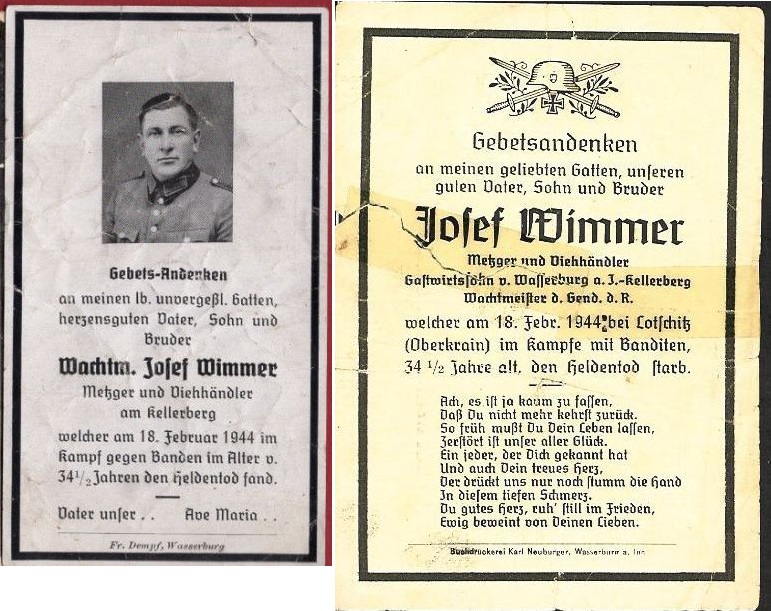 Gebets-Andenken
an meinen lb. unvergeßl. Gatten,
herzensguten Vater, Sohn und
Bruder
Wachtm. Josef Wimmer
Metzger und Viehhändler
am Kellerberg
welcher am 18. Februar 1944 im
Kampf gegen Banden im Alter v.
34 1/2 Jahren den Heldentod fand.
Vater unser . . Ave Maria . .
Fr. Dempf, Wasserburg
Gebetsandenken
an meinen geliebten Gatten, unseren
guten Vater, Sohn und Bruder
Josef Wimmer
Metzger und Viehhändler
Gastwirtssohn v. Wasserburg a. J.-Kellerberg
Wachtmeister d. Gend. d. R.
welcher am 18. Febr. 1944 bei Lotschitz
(Oberkrain) im Kampfe mit Banditen,
34 1/2 Jahre alt, den Heldentod starb.
Ach, es ist ja kaum zu fassen,
Daß Du nicht mehr kehrst zurück.
So früh mußt Du Dein Leben lassen,
Zerstört ist unser aller Glück.
Ein jeder, der Dich gekannt hat
Und auch Dein treues Herz,
Der drückt uns nur noch stumm die Hand
In diesem tiefen Schmerz.
Du gutes Herz, ruh' still im Frieden,
Ewig beweint von Deinen Lieben.
Buchdruckerei Karl Neuburger, Wasserburg a. Inn